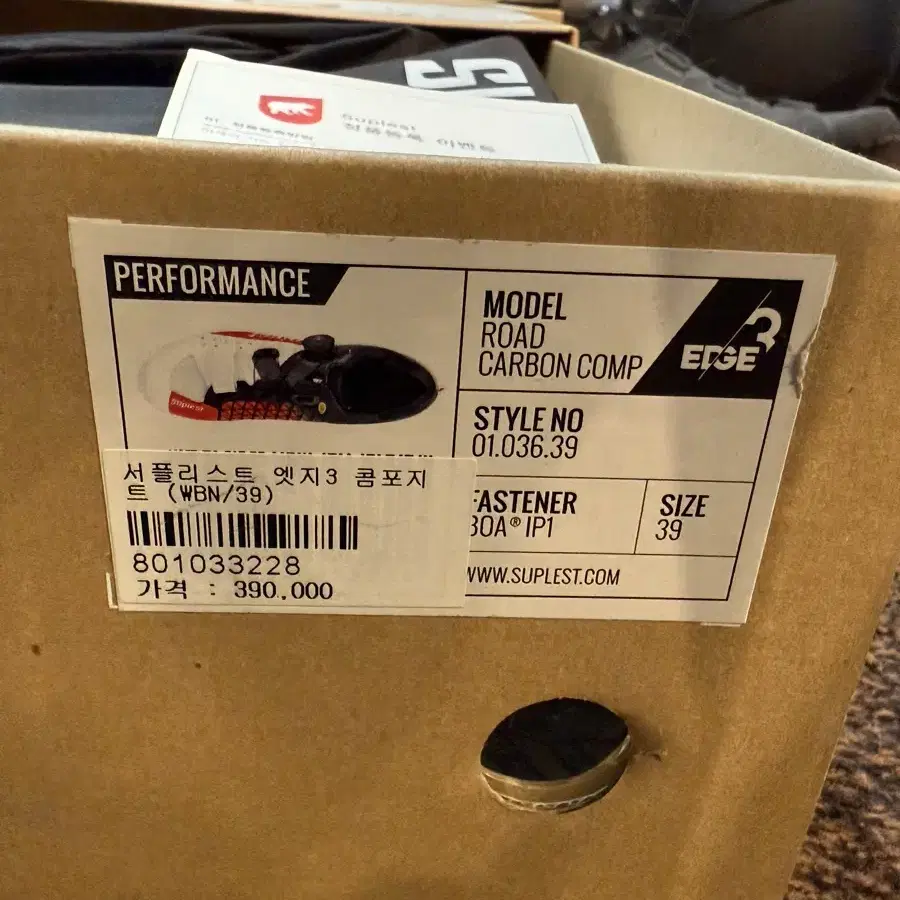 SU
suplest
PERFORMANCE
suplest
MODEL
ROAD
CARBON COMP
EDGE 3
STYLE NO
01.036.39
FASTENER
BOA® IP1
SIZE
39
WWW.SUPLEST.COM
서플리스트 엣지3 콤포지
트 (WBN/39)
801033228
가격 : 390,000